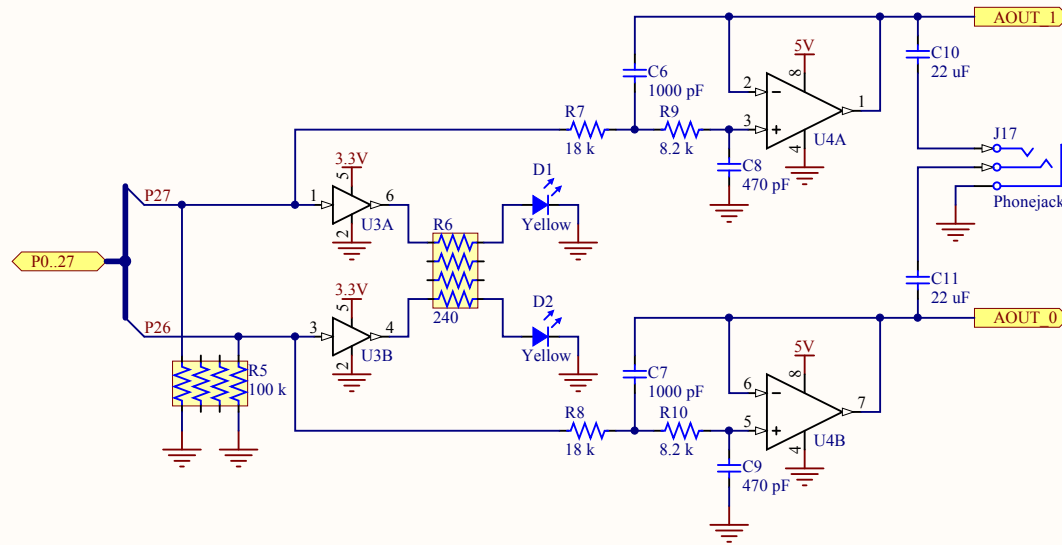 AOUT_1
5V
8
C10
22 uF
C6
1000 pF
2
1
R7
R9
3
U4A
18 k
8.2 k
4
C8
470 pF
J17
Phonejack
3.3V
5
D1
P27
1
6
U3A
2
R6
Yellow
P0..27
3.3V
5
240
D2
P26
3
4
U3B
2
Yellow
C11
22 uF
AOUT_0
R5
100 k
5V
8
C7
1000 pF
6
7
R8
R10
5
U4B
18 k
8.2 k
4
C9
470 pF